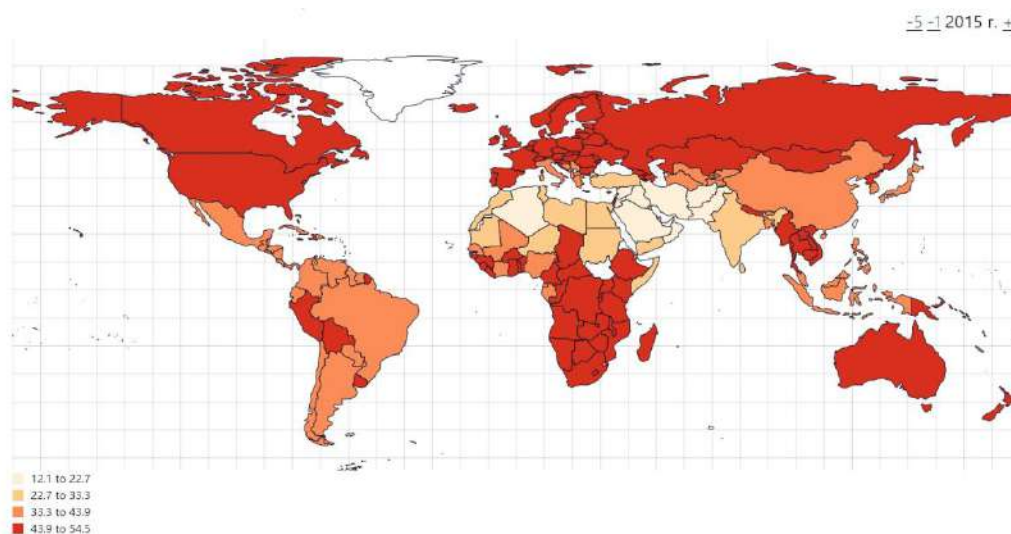 -5 -1 2015 r. +
12.1 to 22.7
22.7 to 33.3
33.3 to 43.9
43.9 to 54.5